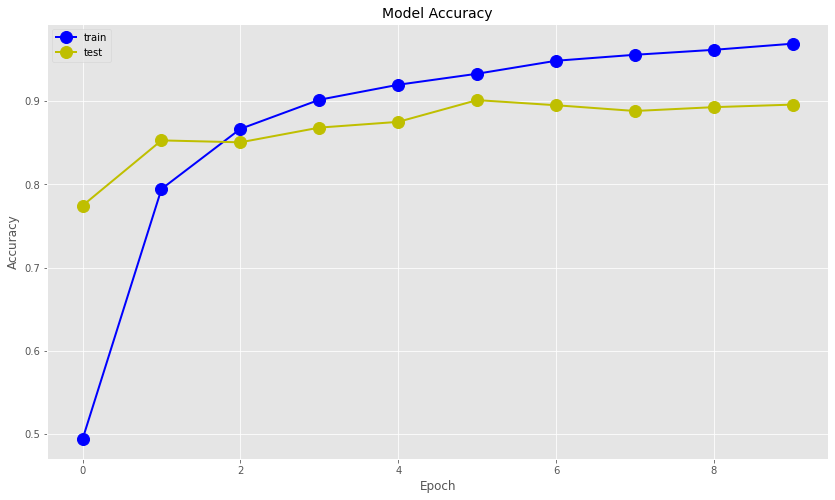 Model Accuracy
train
test
Accuracy
0.9
0.8
0.7
0.6
0.5
0 2 4 6 8
Epoch